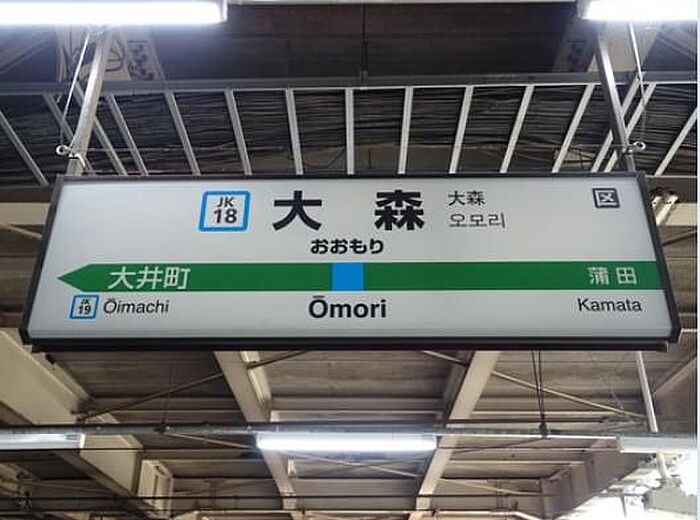 JK
18
大森
大森
오모리
区
おおもり
大井町
蒲田
JK
19
Ōimachi
Ōmori
Kamata